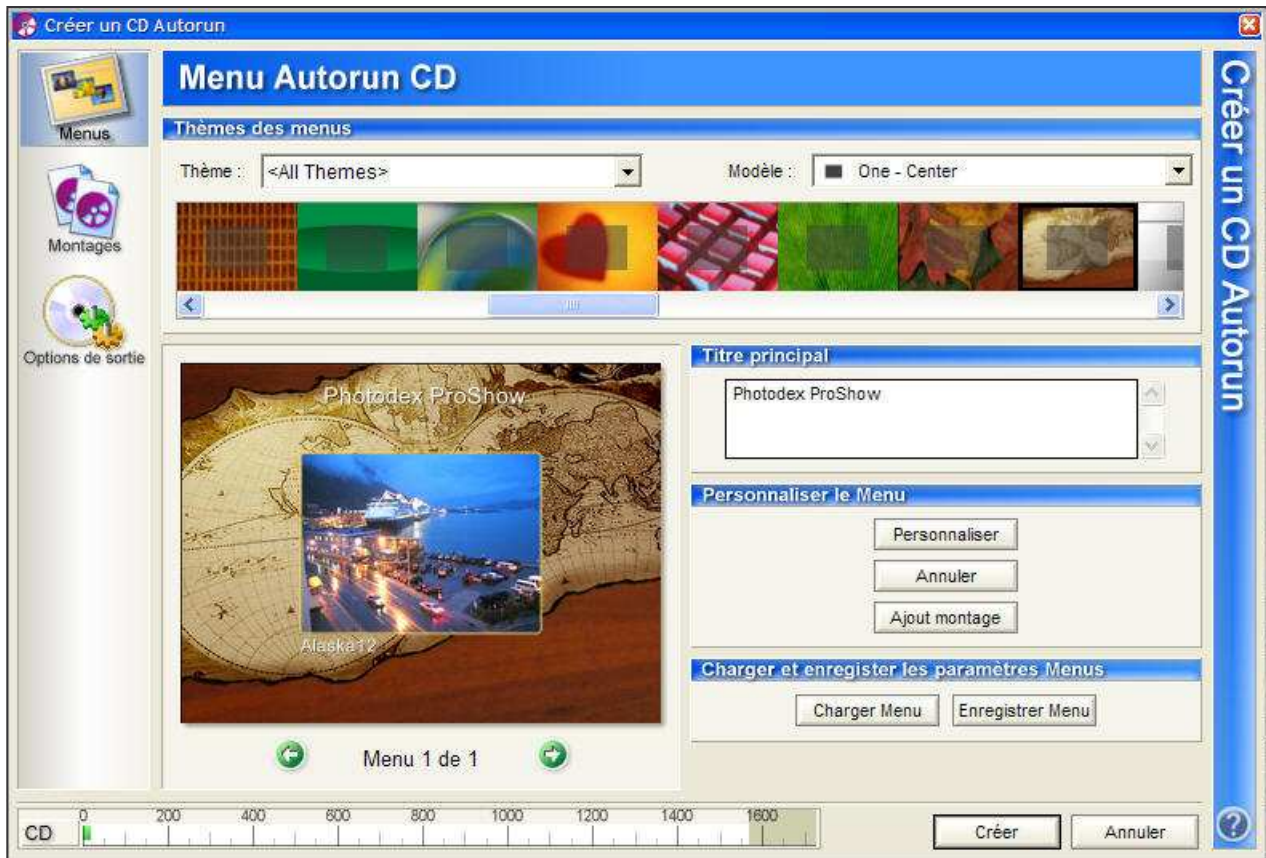 Créer un CD Autorun
Menus
Montages
Options de sortie
Menu Autorun CD
Thèmes des menus
Thème :
<All Themes>
Modèle :
One - Center
Photodex ProShow
Alaska12
Menu 1 de 1
Titre principal
Photodex ProShow
Personnaliser le Menu
Personnaliser
Annuler
Ajout montage
Charger et enregister les paramètres Menus
Charger Menu
Enregistrer Menu
Créer un CD Autorun
CD
0 200 400 600 800 1000 1200 1400 1600
Créer
Annuler
?